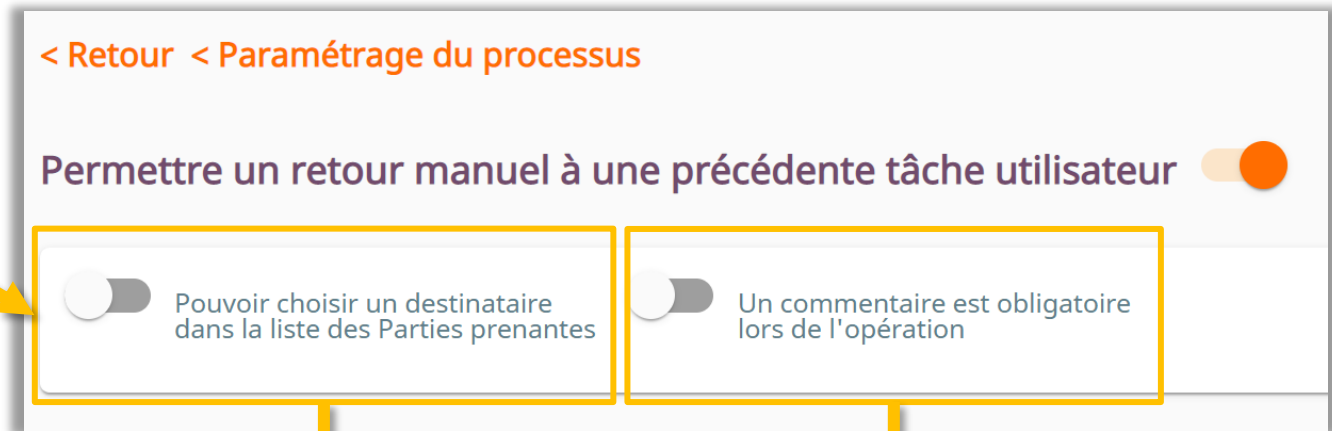 < Retour < Paramétrage du processus
Permettre un retour manuel à une précédente tâche utilisateur
Pouvoir choisir un destinataire
dans la liste des Parties prenantes
Un commentaire est obligatoire
lors de l'opération